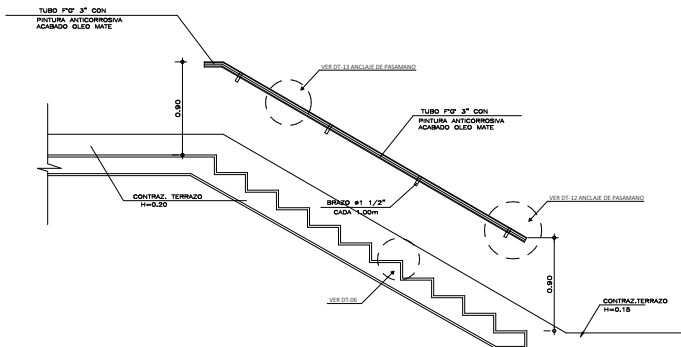 TUBO F°G° 3" CON
PINTURA ANTICORROSIVA
ACABADO OLEO MATE
VER DT-13 ANCLAJE DE PASAMANO
0.90
TUBO F°G° 3" CON
PINTURA ANTICORROSIVA
ACABADO OLEO MATE
CONTRAZ. TERRAZO
H=0.20
BRAZO ø1 1/2"
CADA 1.00m
VER DT-12 ANCLAJE DE PASAMANO
0.90
VER DT-06
CONTRAZ.TERRAZO
H=0.15